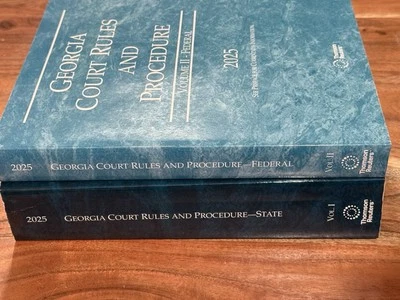 GEORGIA
COURT RULES
AND
PROCEDURE
VOLUME II—FEDERAL
2025
2025 GEORGIA COURT RULES AND PROCEDURE—FEDERAL VOL. II Thomson Reuters
2025 GEORGIA COURT RULES AND PROCEDURE—STATE VOL. I Thomson Reuters